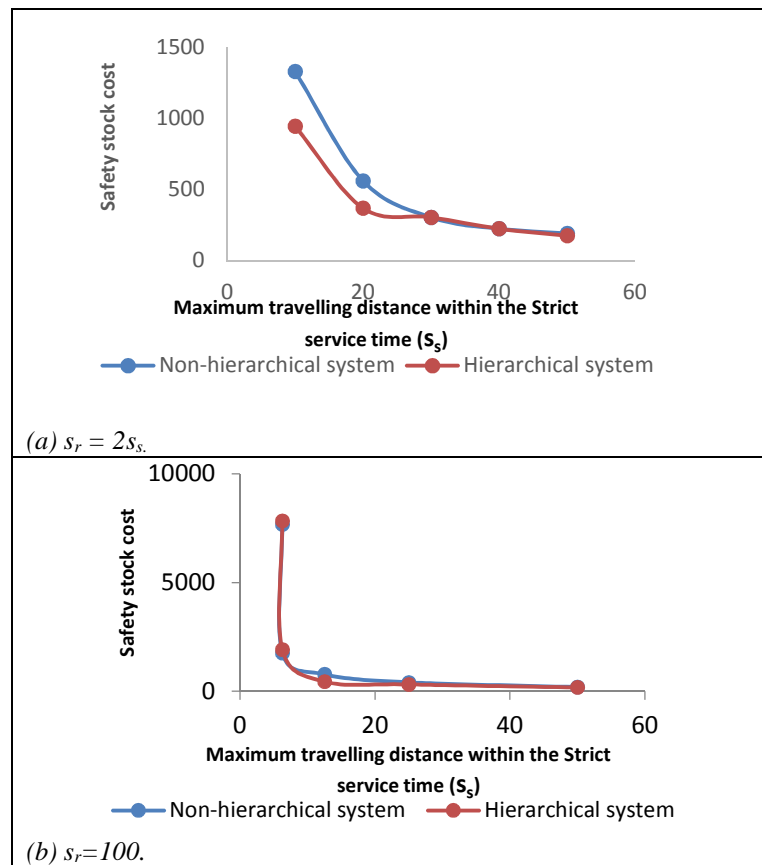 1500
1000
500
0
Safety stock cost
0 20 40 60
Maximum travelling distance within the Strict
service time (Ss)
Non-hierarchical system Hierarchical system
(a) sr = 2ss.
10000
5000
0
Safety stock cost
0 20 40 60
Maximum travelling distance within the Strict
service time (Ss)
Non-hierarchical system Hierarchical system
(b) sr=100.